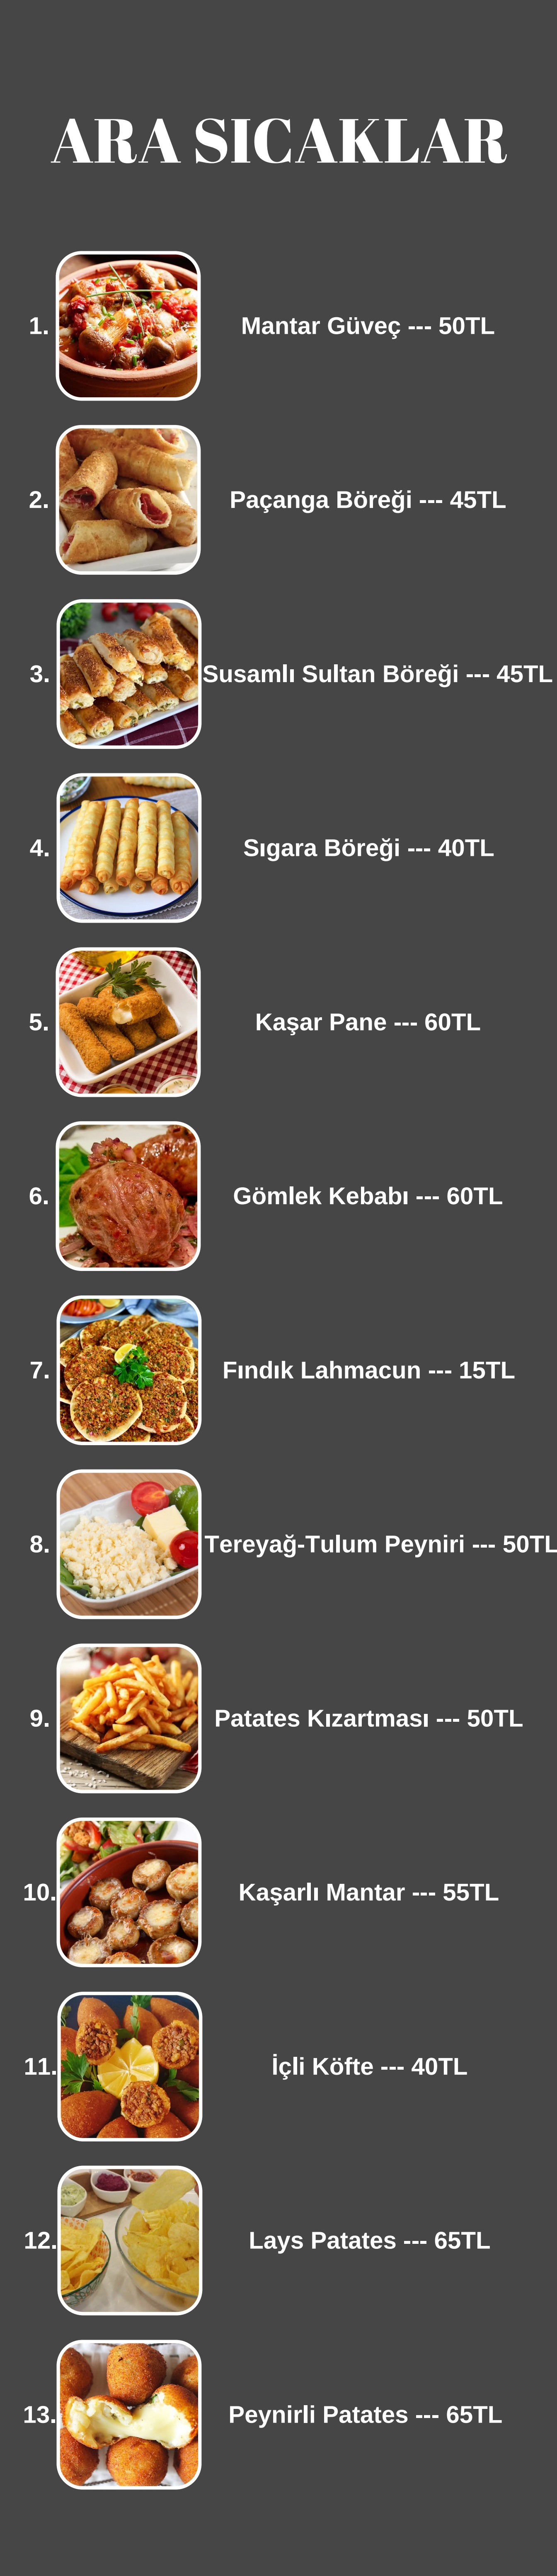 ARA SICAKLAR
1. Mantar Güveç --- 50TL
2. Paçanga Böreği --- 45TL
3. Susamlı Sultan Böreği --- 45TL
4. Sıgara Böreği --- 40TL
5. Kaşar Pane --- 60TL
6. Gömlek Kebabı --- 60TL
7. Fındık Lahmacun --- 15TL
8. Tereyağ-Tulum Peyniri --- 50TL
9. Patates Kızartması --- 50TL
10. Kaşarlı Mantar --- 55TL
11. İçli Köfte --- 40TL
12. Lays Patates --- 65TL
13. Peynirli Patates --- 65TL